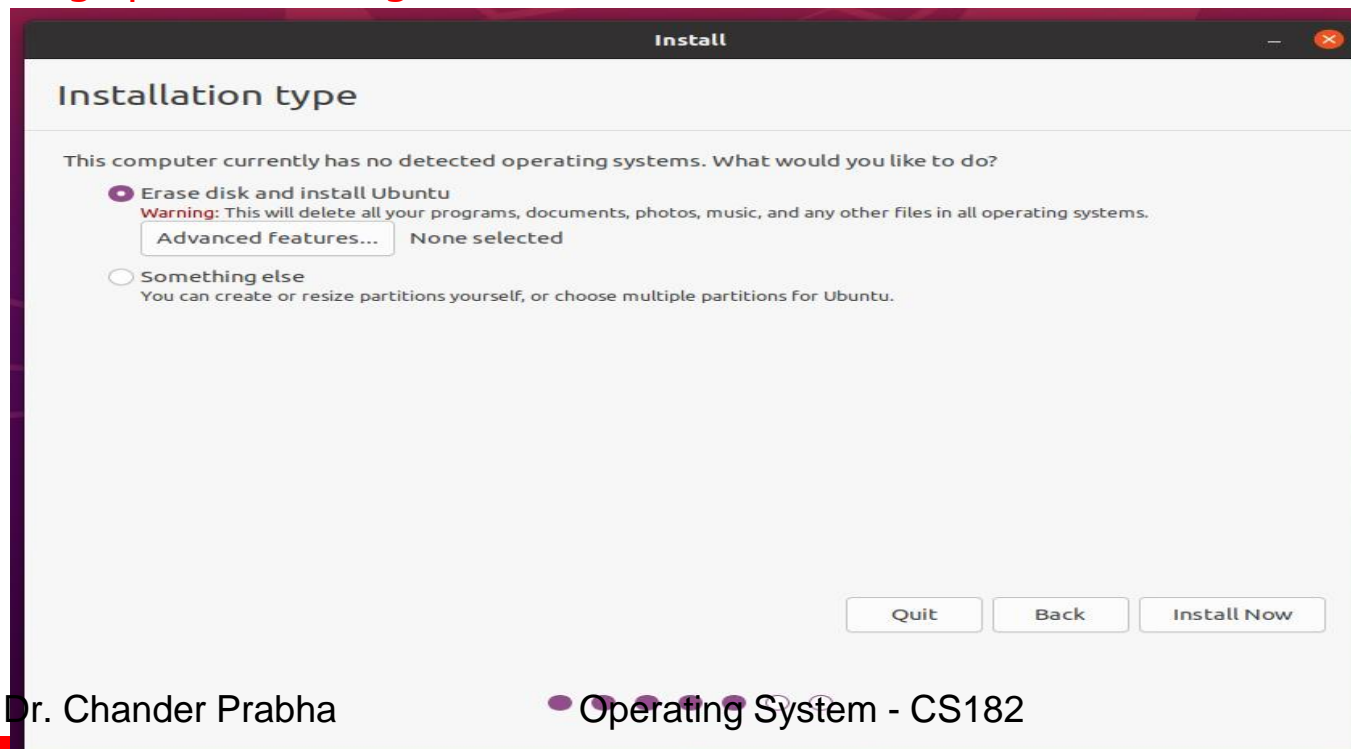 Install
Installation type
This computer currently has no detected operating systems. What would you like to do?
Erase disk and install Ubuntu
Warning: This will delete all your programs, documents, photos, music, and any other files in all operating systems.
Advanced features... None selected
Something else
You can create or resize partitions yourself, or choose multiple partitions for Ubuntu.
Quit Back Install Now
Dr. Chander Prabha Operating System - CS182